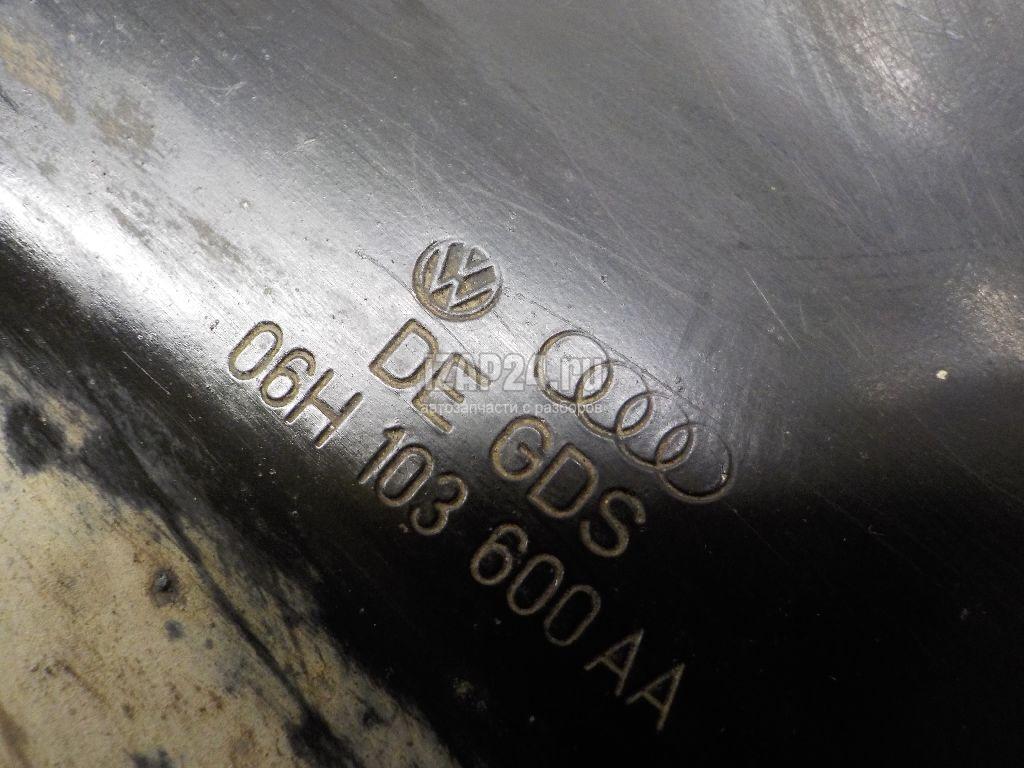 VW
DE GDS
06H 103 600 AA
IZAP24.RU
автозапчасти с разборов